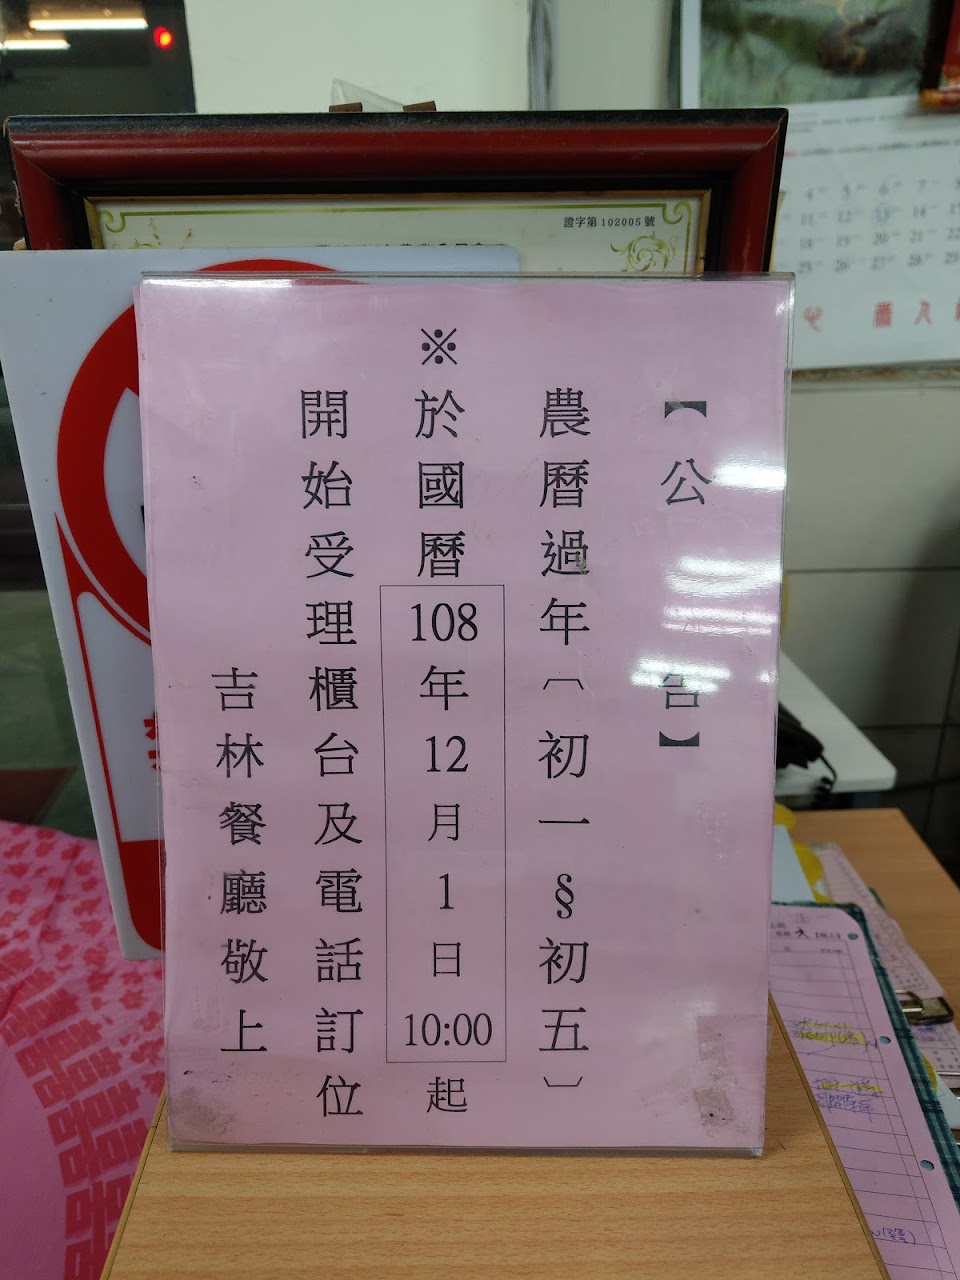 證字第102005號
【公告】
農曆過年︵初一§初五︶
※於國曆108年12月1日10:00起
開始受理櫃台及電話訂位
吉林餐廳敬上